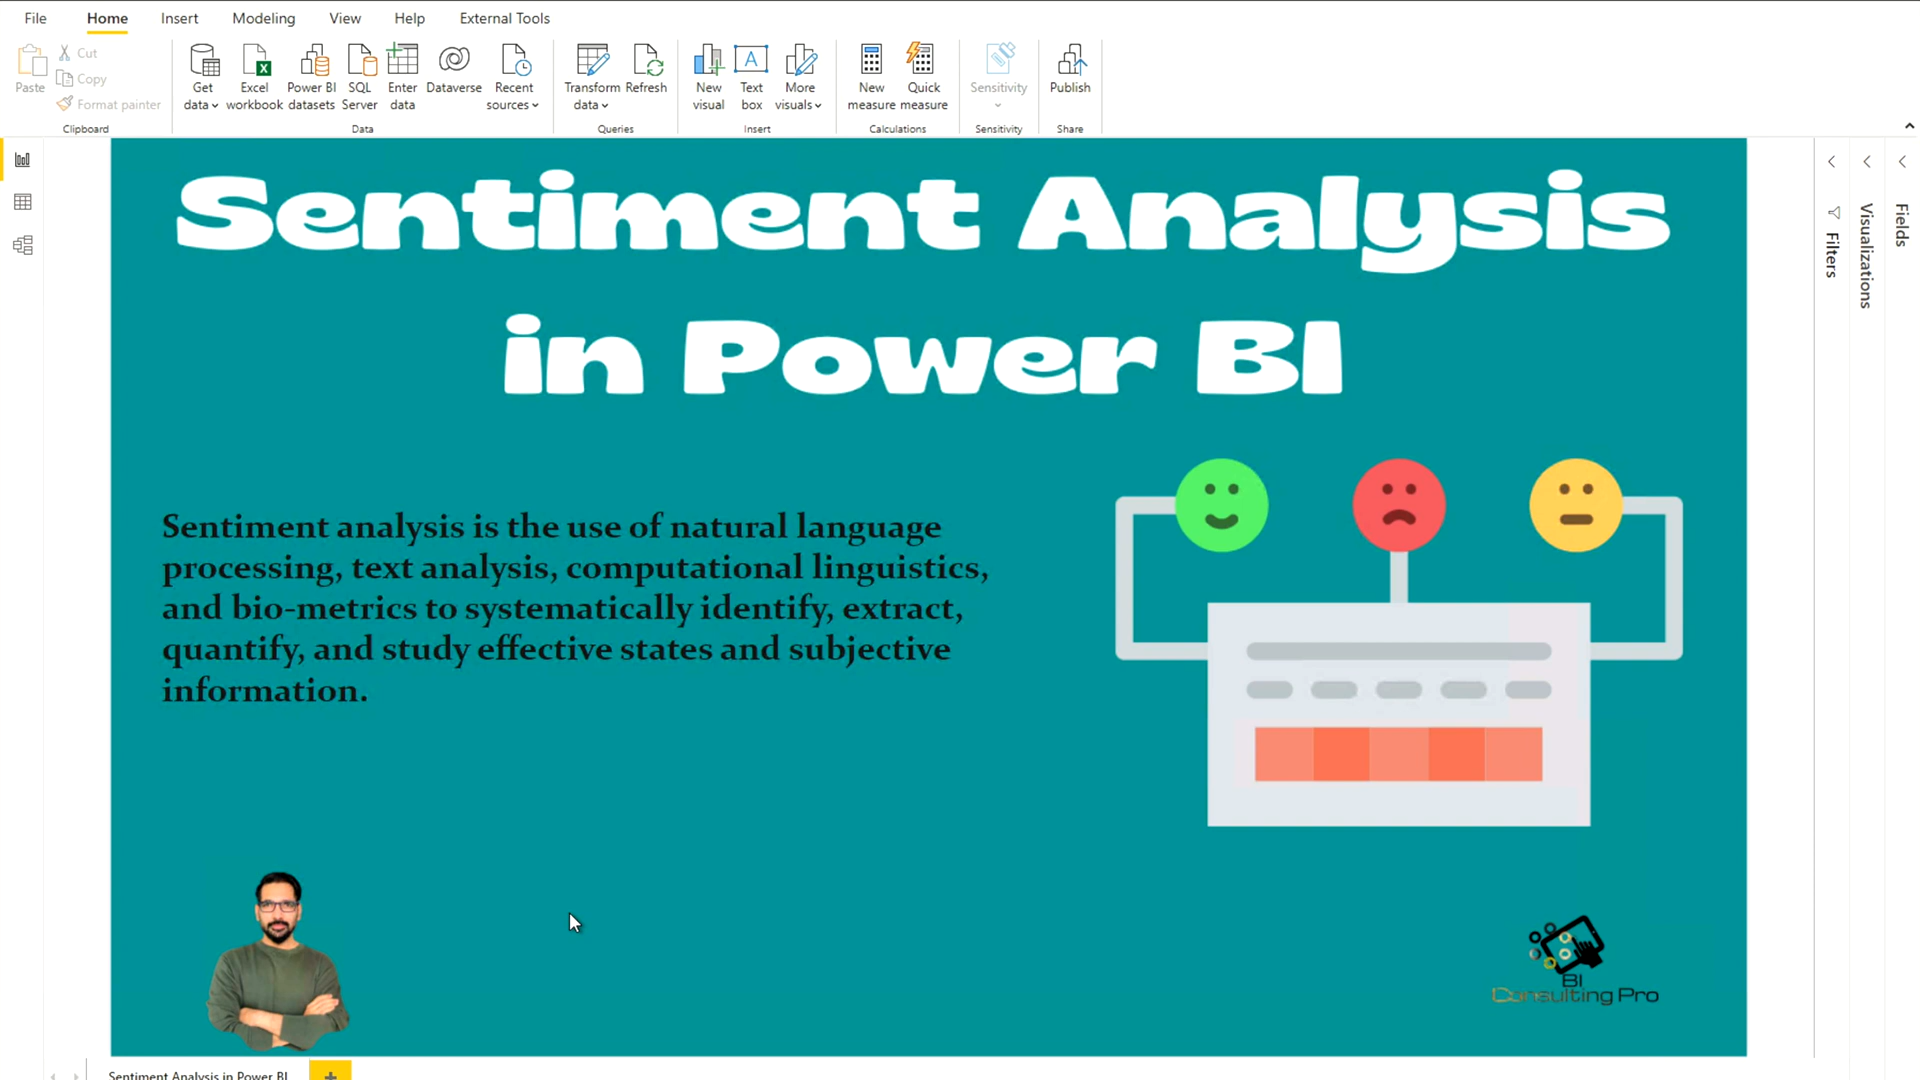 File Home Insert Modeling View Help External Tools
Paste
Cut
Copy
Format painter
Clipboard
Get data
Excel workbook
Power BI datasets
SQL Server
Enter data
Dataverse
Recent sources
Data
Transform data
Refresh
Queries
New visual
Text box
More visuals
Insert
New measure
Quick measure
Calculations
Sensitivity
Sensitivity
Publish
Share
Sentiment Analysis
in Power BI
Sentiment analysis is the use of natural language
processing, text analysis, computational linguistics,
and bio-metrics to systematically identify, extract,
quantify, and study effective states and subjective
information.
BI
Consulting Pro
Filters
Visualizations
Fields
Sentiment Analysis in Power BI